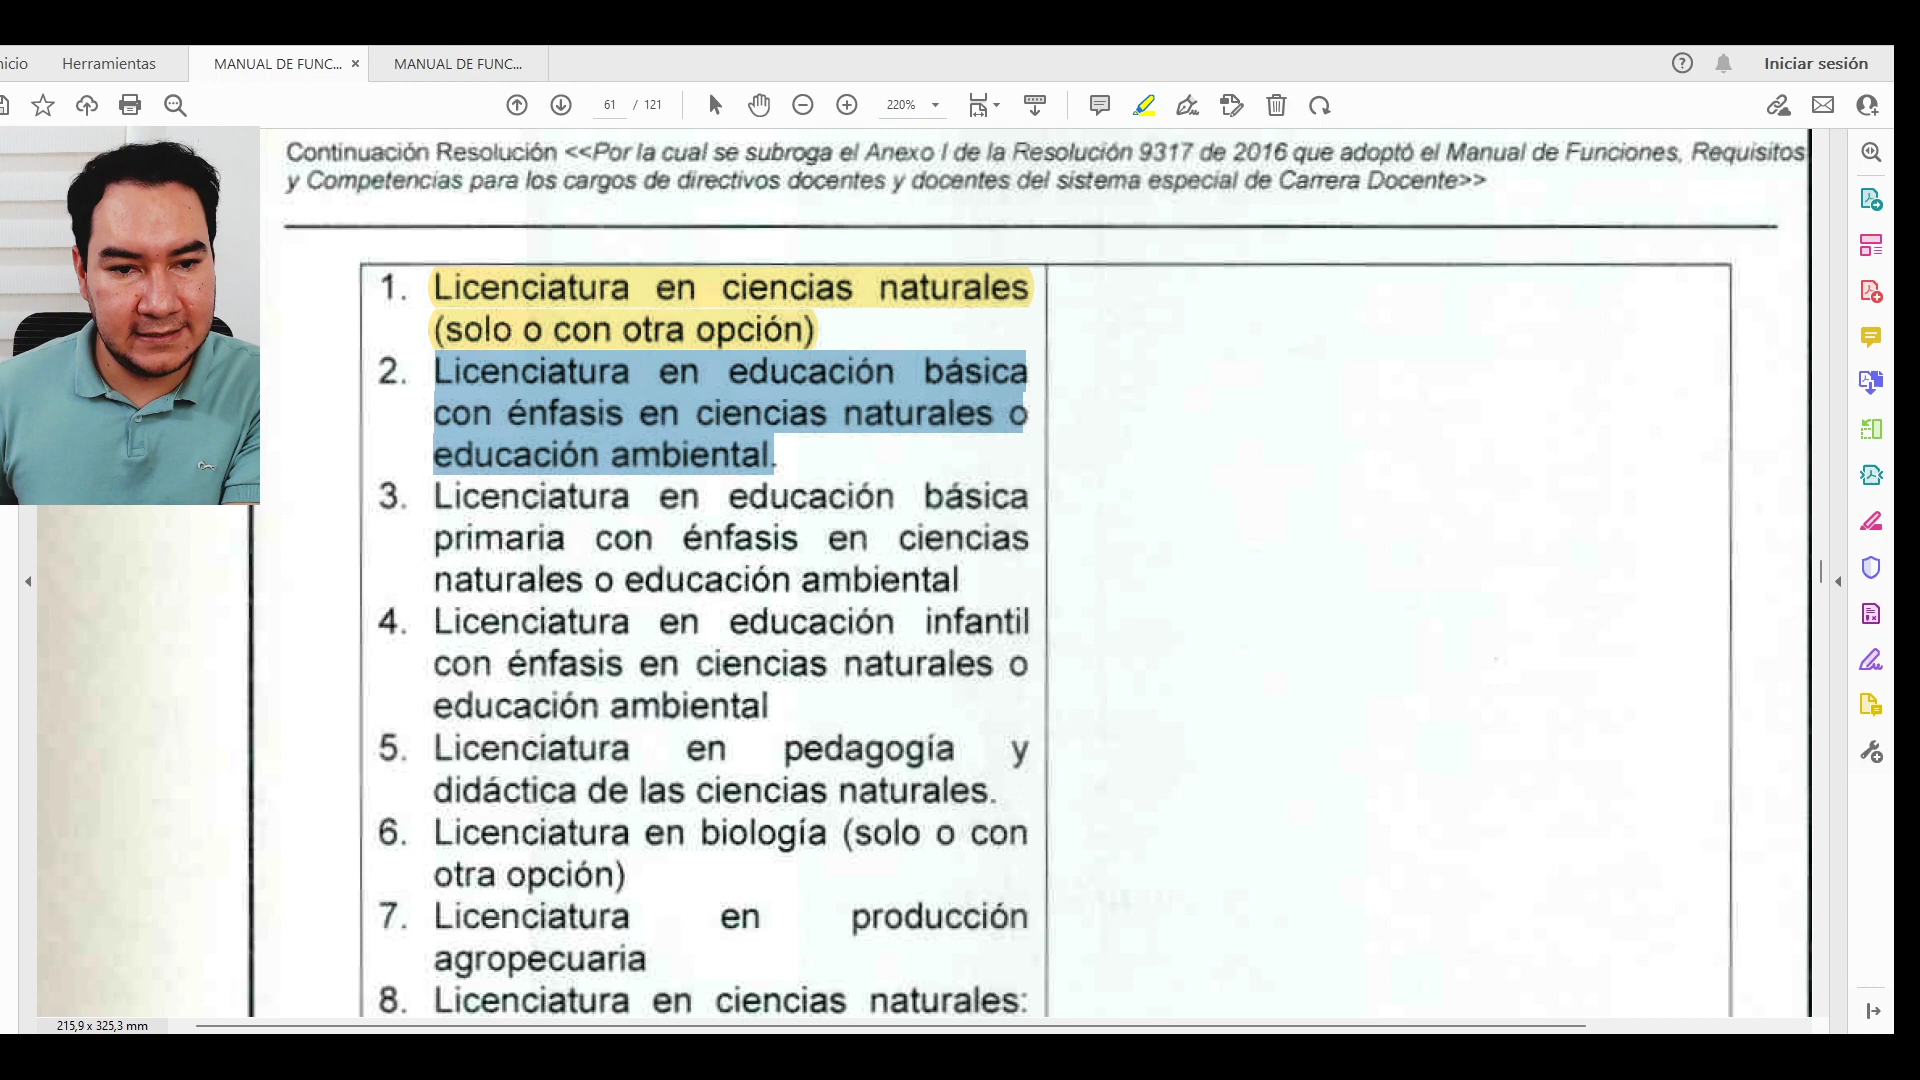 nicio
Herramientas
MANUAL DE FUNC... ×
MANUAL DE FUNC...
Iniciar sesión
61 / 121
220%
Continuación Resolución <<Por la cual se subroga el Anexo I de la Resolución 9317 de 2016 que adoptó el Manual de Funciones, Requisitos
y Competencias para los cargos de directivos docentes y docentes del sistema especial de Carrera Docente>>
1. Licenciatura en ciencias naturales
(solo o con otra opción)
2. Licenciatura en educación básica
con énfasis en ciencias naturales o
educación ambiental.
3. Licenciatura en educación básica
primaria con énfasis en ciencias
naturales o educación ambiental
4. Licenciatura en educación infantil
con énfasis en ciencias naturales o
educación ambiental
5. Licenciatura en pedagogía y
didáctica de las ciencias naturales.
6. Licenciatura en biología (solo o con
otra opción)
7. Licenciatura en producción
agropecuaria
8. Licenciatura en ciencias naturales:
215,9 x 325,3 mm